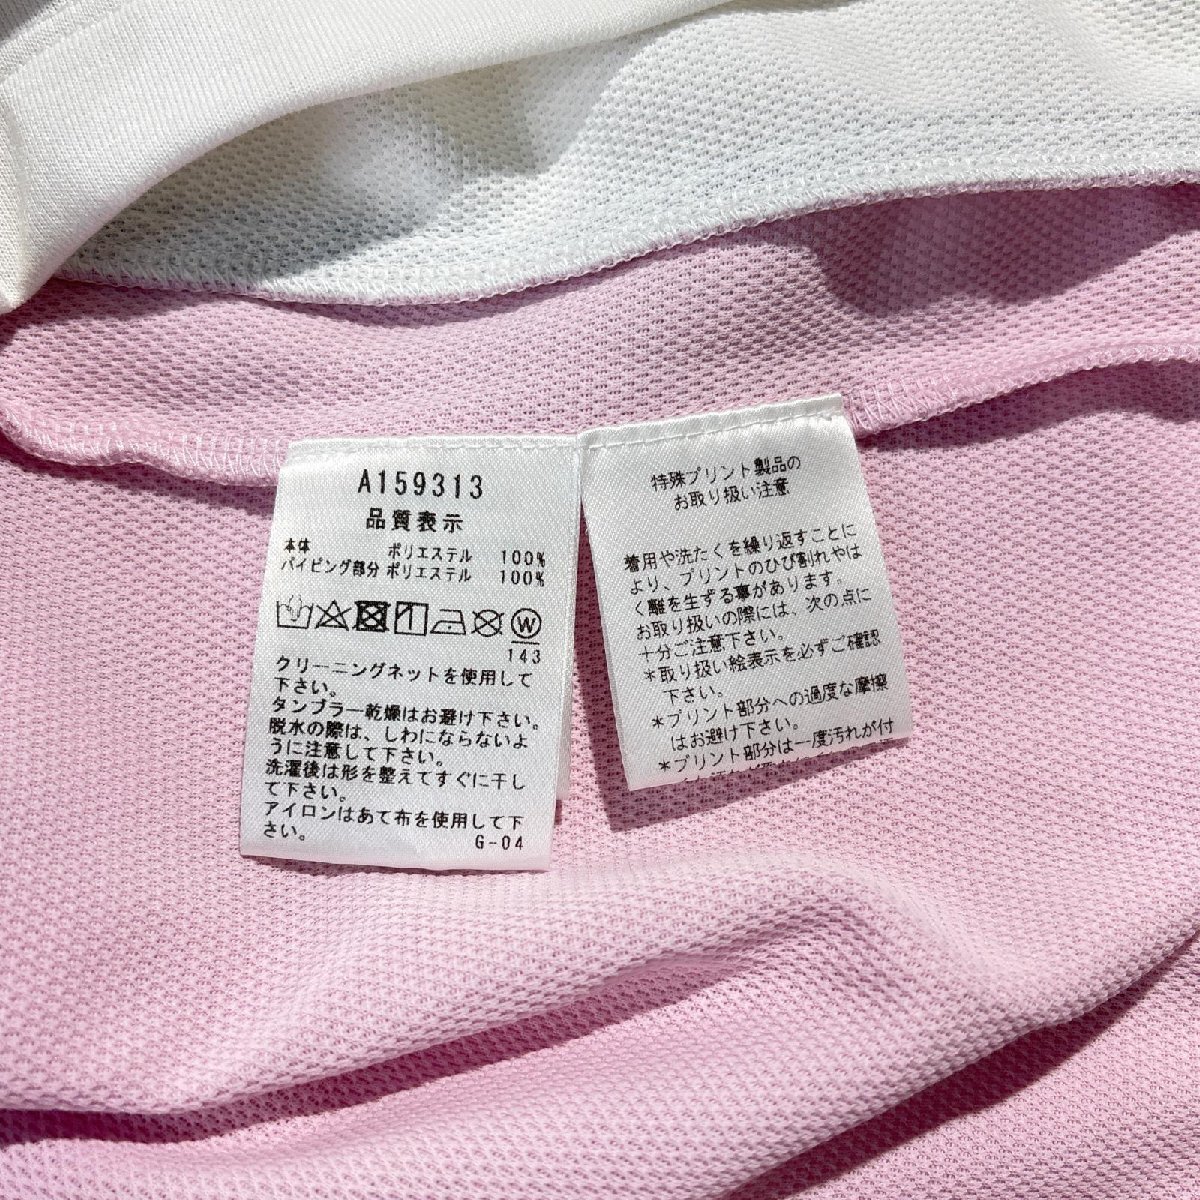 A159313
品質表示
本体 ポリエステル 100%
パイピング部分 ポリエステル 100%
W
143
クリーニングネットを使用して
下さい。
タンブラー乾燥はお避け下さい。
脱水の際は、しわにならないよ
うに注意して下さい。
洗濯後は形を整えてすぐに干し
て下さい。
アイロンはあて布を使用して下
さい。
G-04
特殊プリント製品の
お取り扱い注意
着用や洗たくを繰り返すことに
より、プリントのひび割れやは
く離を生ずる事があります。
お取り扱いの際には、次の点に
十分ご注意下さい。
*取り扱い絵表示を必ずご確認
下さい。
*プリント部分への過度な摩擦
はお避け下さい。
*プリント部分は一度汚れが付